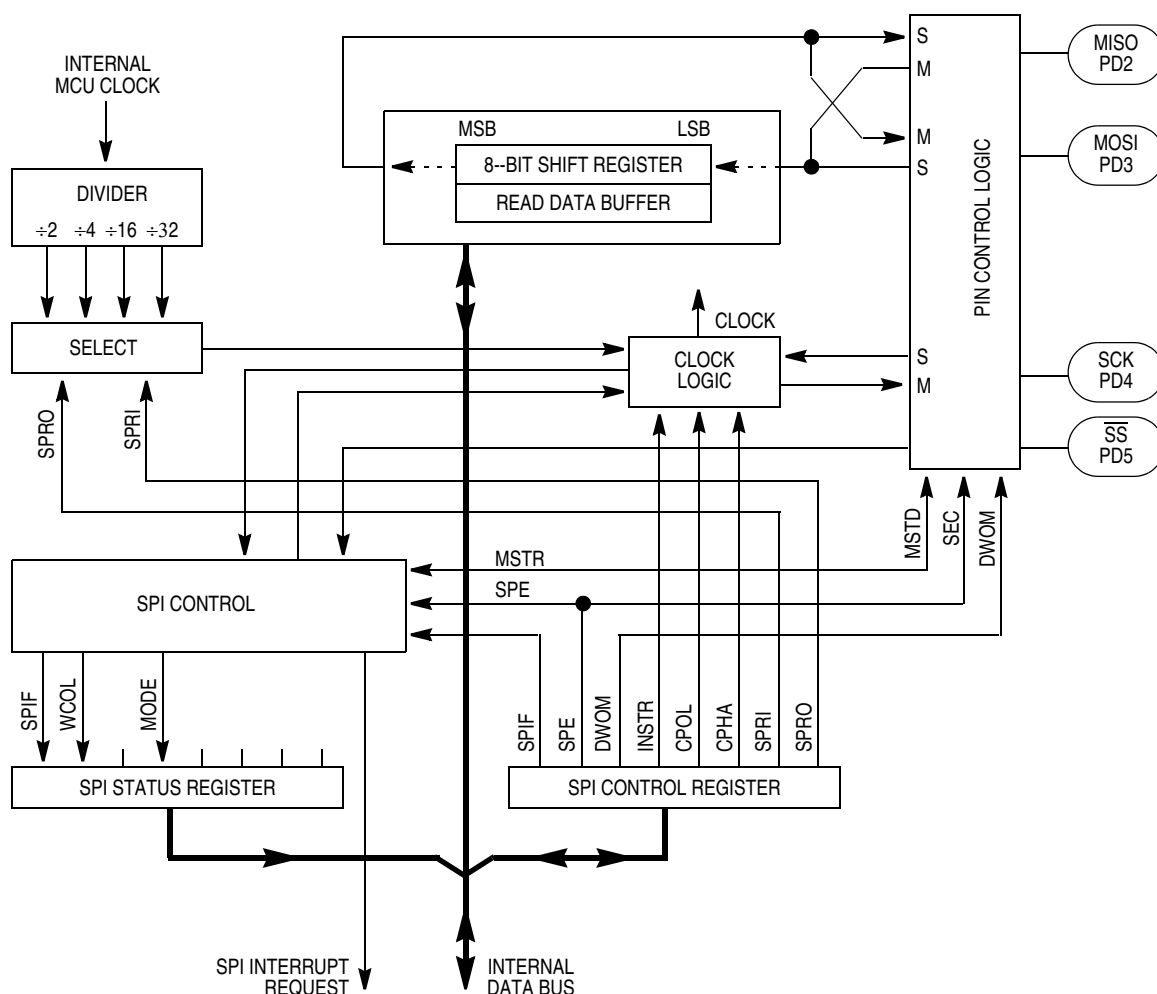 INTERNAL
MCU CLOCK
DIVIDER
÷2 ÷4 ÷16 ÷32
SELECT
SPRO
SPRI
MSB LSB
8--BIT SHIFT REGISTER
READ DATA BUFFER
S
M
M
S
PIN CONTROL LOGIC
MISO
PD2
MOSI
PD3
CLOCK
CLOCK
LOGIC
S
M
SCK
PD4
SS
PD5
MSTD
SEC
DWOM
MSTR
SPE
SPI CONTROL
SPIF
WCOL
MODE
SPI STATUS REGISTER
SPIF
SPE
DWOM
INSTR
CPOL
CPHA
SPRI
SPRO
SPI CONTROL REGISTER
SPI INTERRUPT
REQUEST
INTERNAL
DATA BUS